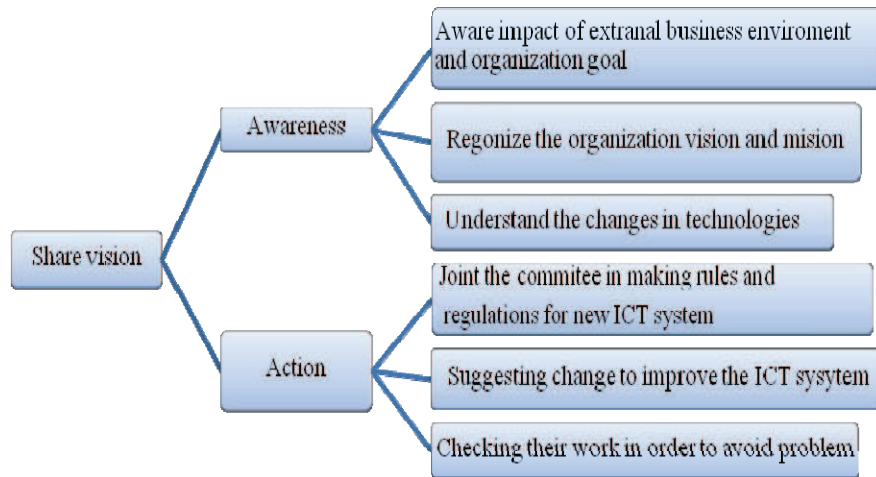 Share vision
Awareness
Aware impact of extranal business enviroment
and organization goal
Regonize the organization vision and mision
Understand the changes in technologies
Action
Joint the commitee in making rules and
regulations for new ICT system
Suggesting change to improve the ICT sysytem
Checking their work in order to avoid problem